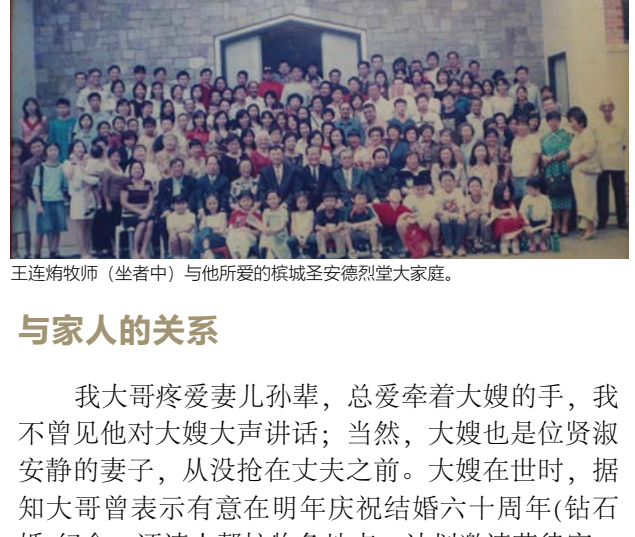 王连烠牧师（坐者中）与他所爱的槟城圣安德烈堂大家庭。
与家人的关系
我大哥疼爱妻儿孙辈，总爱牵着大嫂的手，我
不曾见他对大嫂大声讲话；当然，大嫂也是位贤淑
安静的妻子，从没抢在丈夫之前。大嫂在世时，据
知大哥曾表示有意在明年庆祝结婚六十周年(钻石